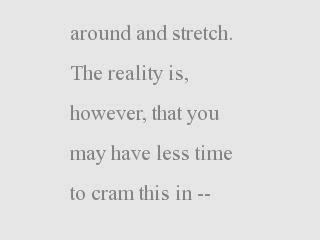 around and stretch.
The reality is,
however, that you
may have less time
to cram this in --